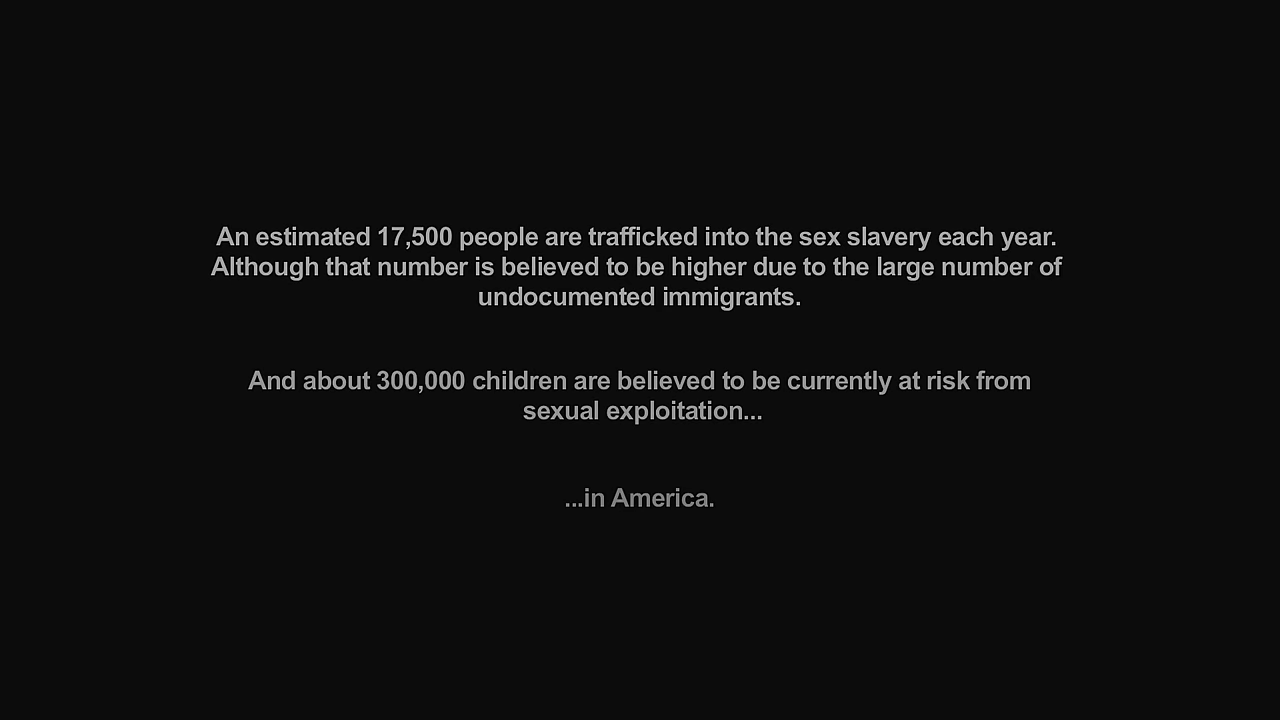 An estimated 17,500 people are trafficked into the sex slavery each year.
Although that number is believed to be higher due to the large number of
undocumented immigrants.
And about 300,000 children are believed to be currently at risk from
sexual exploitation...
...in America.